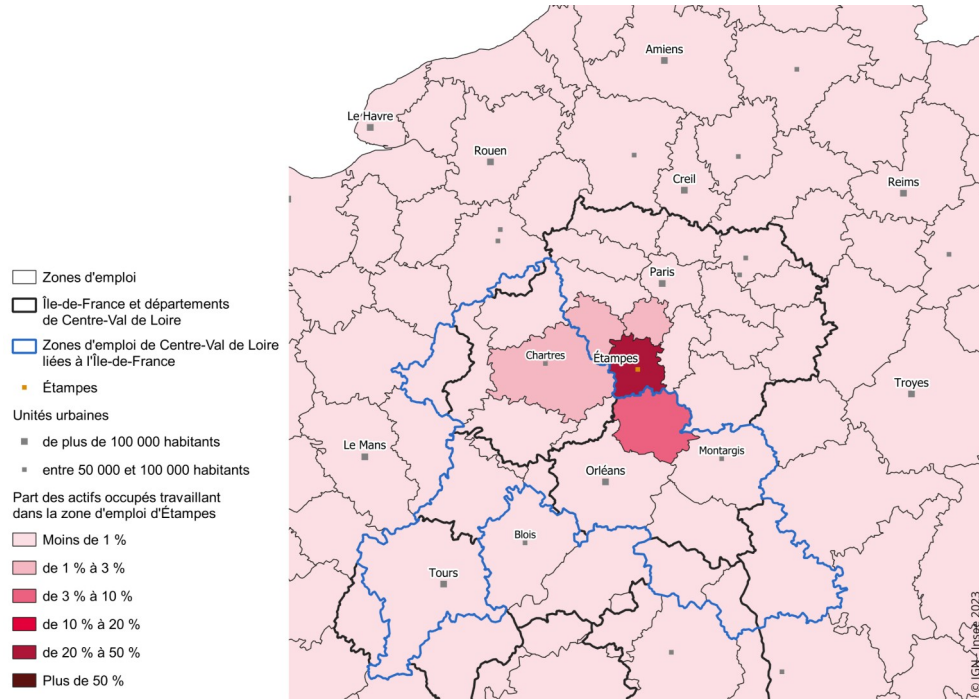 Amiens
Le Havre
Rouen
Creil
Reims
Paris
Chartres
Étampes
Troyes
Le Mans
Montargis
Orléans
Blois
Tours
Zones d'emploi
Île-de-France et départements
de Centre-Val de Loire
Zones d'emploi de Centre-Val de Loire
liées à l'Île-de-France
Étampes
Unités urbaines
de plus de 100 000 habitants
entre 50 000 et 100 000 habitants
Part des actifs occupés travaillant
dans la zone d'emploi d'Étampes
Moins de 1 %
de 1 % à 3 %
de 3 % à 10 %
de 10 % à 20 %
de 20 % à 50 %
Plus de 50 %
© IGN - Insee 2023